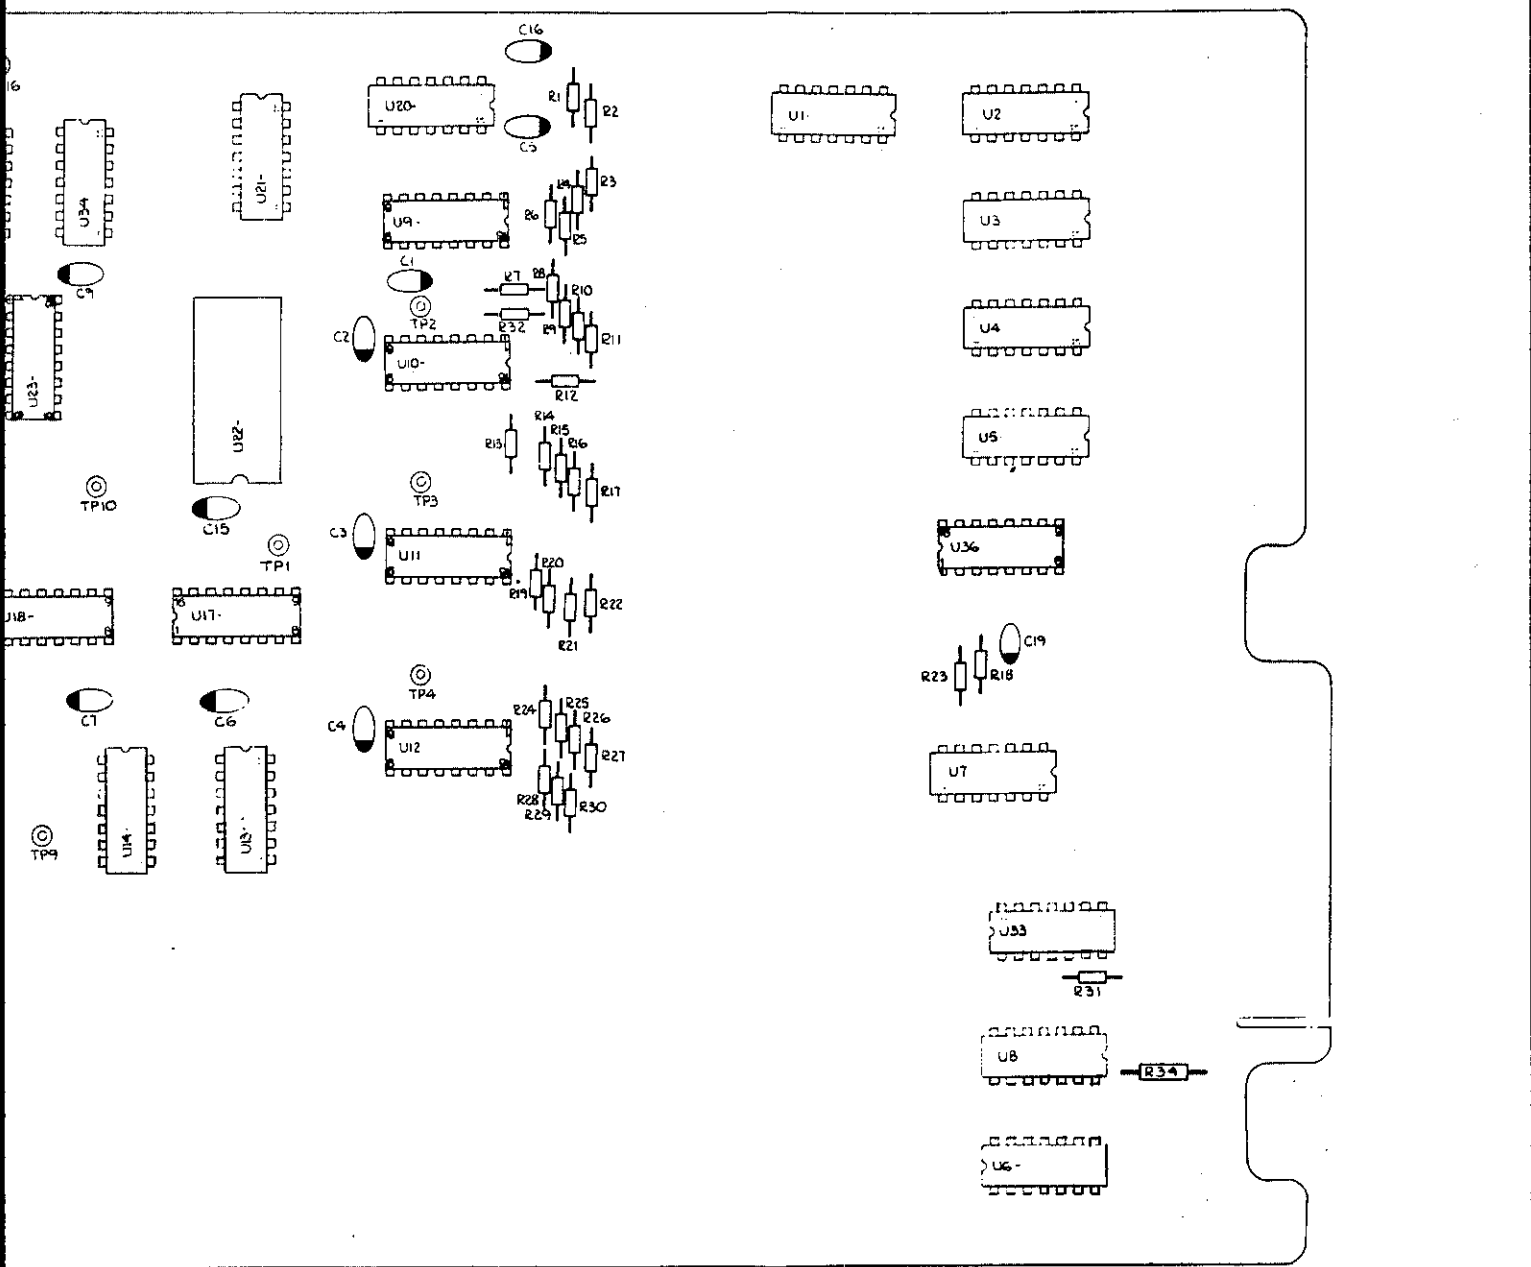 C16
16
R1
R2
U20-
U1-
U2
C5
U34
U21-
R3
R4
R6
R5
U9-
U3
C1
C9
R7
R8
R10
TP2
R32
R9
R11
C2
U10-
U4
U23-
U22-
R12
R14
R15
R13
R16
U5
TP10
TP3
R17
C15
C3
TP1
U11
U36
R20
R19
R22
U18-
U17-
R21
C19
R23
R18
TP4
C7
C6
C4
R24
R25
R26
U12
R27
U7
R28
R29
R30
U14-
U13-
TP9
U33
R31
U8
R34
U6-